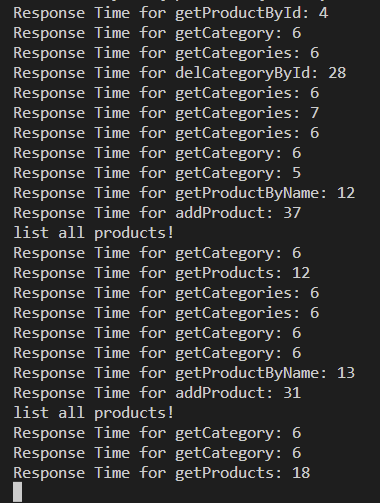 Response Time for getProductById: 4
Response Time for getCategory: 6
Response Time for getCategories: 6
Response Time for delCategoryById: 28
Response Time for getCategories: 6
Response Time for getCategories: 7
Response Time for getCategories: 6
Response Time for getCategory: 6
Response Time for getCategory: 5
Response Time for getProductByName: 12
Response Time for addProduct: 37
list all products!
Response Time for getCategory: 6
Response Time for getProducts: 12
Response Time for getCategories: 6
Response Time for getCategories: 6
Response Time for getCategory: 6
Response Time for getCategory: 6
Response Time for getProductByName: 13
Response Time for addProduct: 31
list all products!
Response Time for getCategory: 6
Response Time for getCategory: 6
Response Time for getProducts: 18